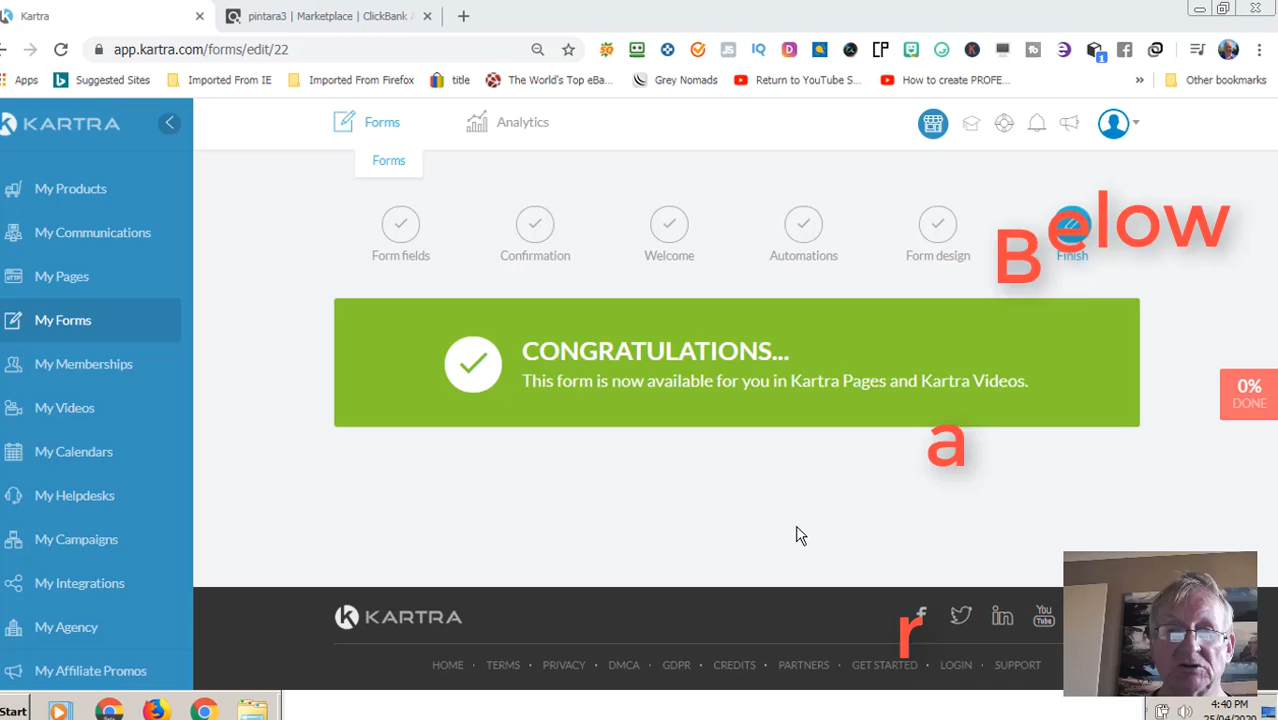 Kartra
pintara3 | Marketplace | ClickBank
app.kartra.com/forms/edit/22
Apps
Suggested Sites
Imported From IE
Imported From Firefox
title
The World's Top eBa...
Grey Nomads
Return to YouTube S...
How to create PROFE...
»
Other bookmarks
KARTRA
Forms
Analytics
Forms
My Products
My Communications
My Pages
My Forms
My Memberships
My Videos
My Calendars
My Helpdesks
My Campaigns
My Integrations
My Agency
My Affiliate Promos
Form fields
Confirmation
Welcome
Automations
Form design
Finish
Below
CONGRATULATIONS...
This form is now available for you in Kartra Pages and Kartra Videos.
0%
DONE
a
r
KARTRA
HOME
TERMS
PRIVACY
DMCA
GDPR
CREDITS
PARTNERS
GET STARTED
LOGIN
SUPPORT
Start
4:40 PM
25/04/2020